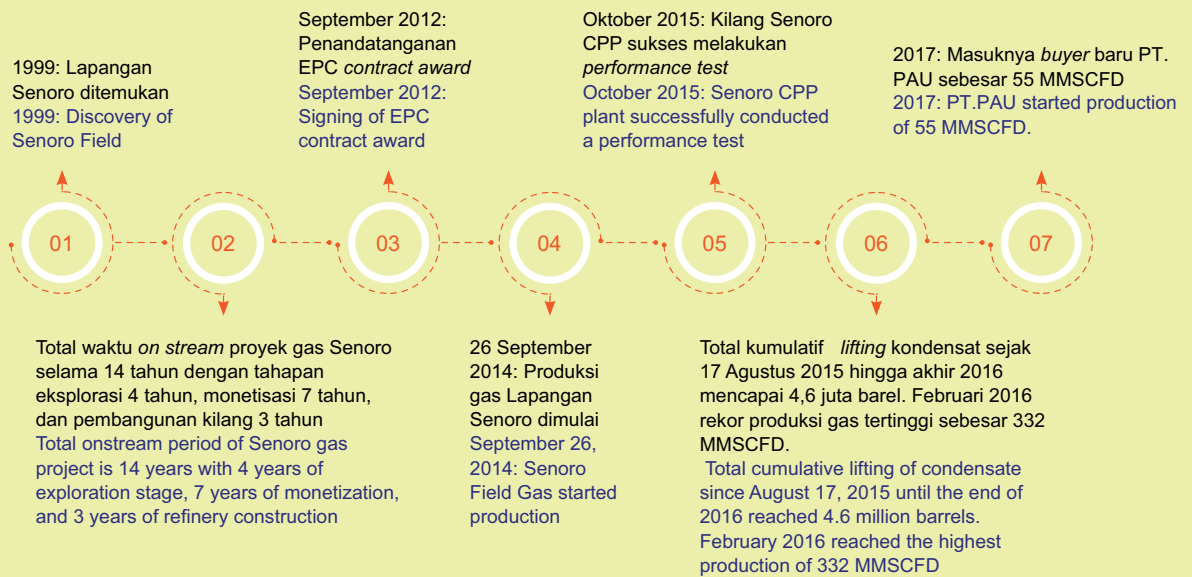 1999: Lapangan
Senoro ditemukan
1999: Discovery of
Senoro Field
01
Total waktu on stream proyek gas Senoro
selama 14 tahun dengan tahapan
eksplorasi 4 tahun, monetisasi 7 tahun,
dan pembangunan kilang 3 tahun
Total onstream period of Senoro gas
project is 14 years with 4 years of
exploration stage, 7 years of monetization,
and 3 years of refinery construction
02
September 2012:
Penandatanganan
EPC contract award
September 2012:
Signing of EPC
contract award
03
26 September
2014: Produksi
gas Lapangan
Senoro dimulai
September 26,
2014: Senoro
Field Gas started
production
04
Oktober 2015: Kilang Senoro
CPP sukses melakukan
performance test
October 2015: Senoro CPP
plant successfully conducted
a performance test
05
Total kumulatif lifting kondensat sejak
17 Agustus 2015 hingga akhir 2016
mencapai 4,6 juta barel. Februari 2016
rekor produksi gas tertinggi sebesar 332
MMSCFD.
Total cumulative lifting of condensate
since August 17, 2015 until the end of
2016 reached 4.6 million barrels.
February 2016 reached the highest
production of 332 MMSCFD
06
2017: Masuknya buyer baru PT.
PAU sebesar 55 MMSCFD
2017: PT.PAU started production
of 55 MMSCFD.
07